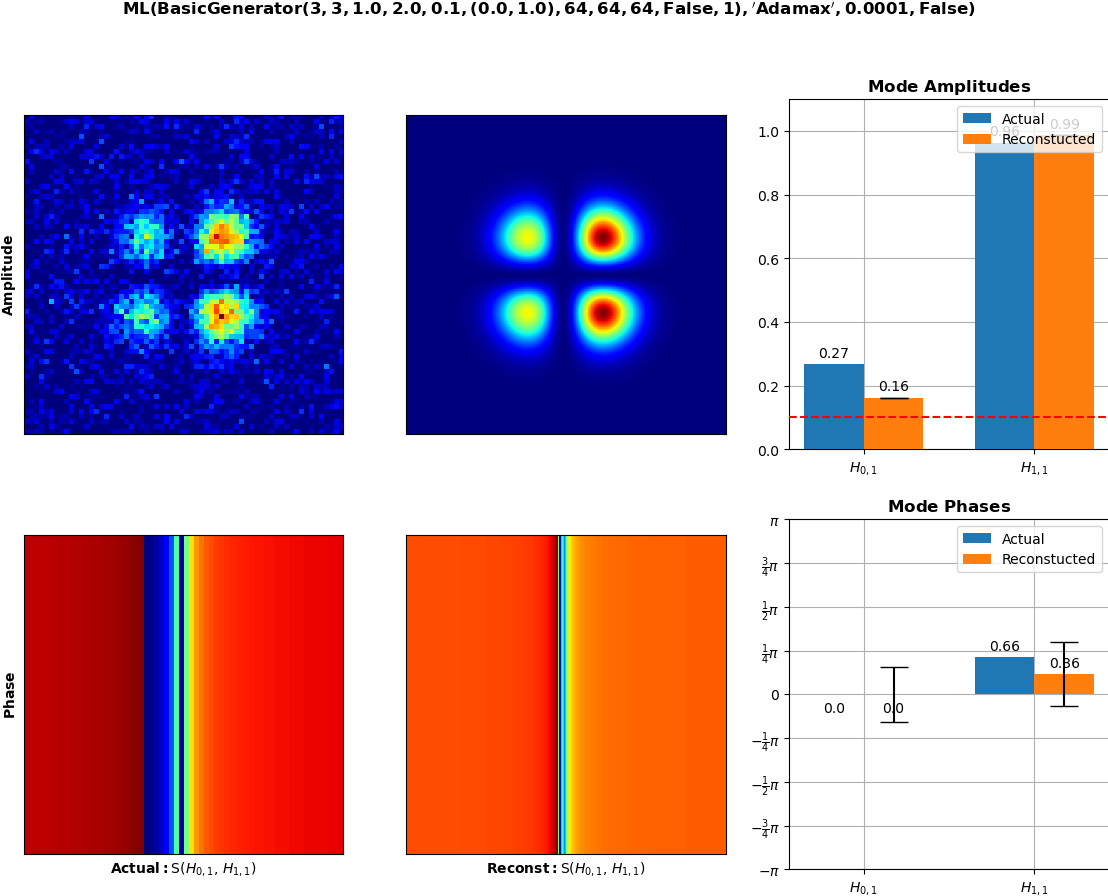 ML(BasicGenerator(3, 3, 1.0, 2.0, 0.1, (0.0, 1.0), 64, 64, 64, False, 1), ′Adamax′, 0.0001, False)
Mode Amplitudes
Amplitude
Actual
Reconstucted
1.0
0.8
0.6
0.4
0.2
0.0
0.27
0.16
0.96
0.99
H0, 1
H1, 1
Phase
Actual: S(H0, 1, H1, 1)
Reconst: S(H0, 1, H1, 1)
Mode Phases
Actual
Reconstucted
π
3/4π
1/2π
1/4π
0
−1/4π
−1/2π
−3/4π
−π
0.0
0.0
0.66
0.36
H0, 1
H1, 1